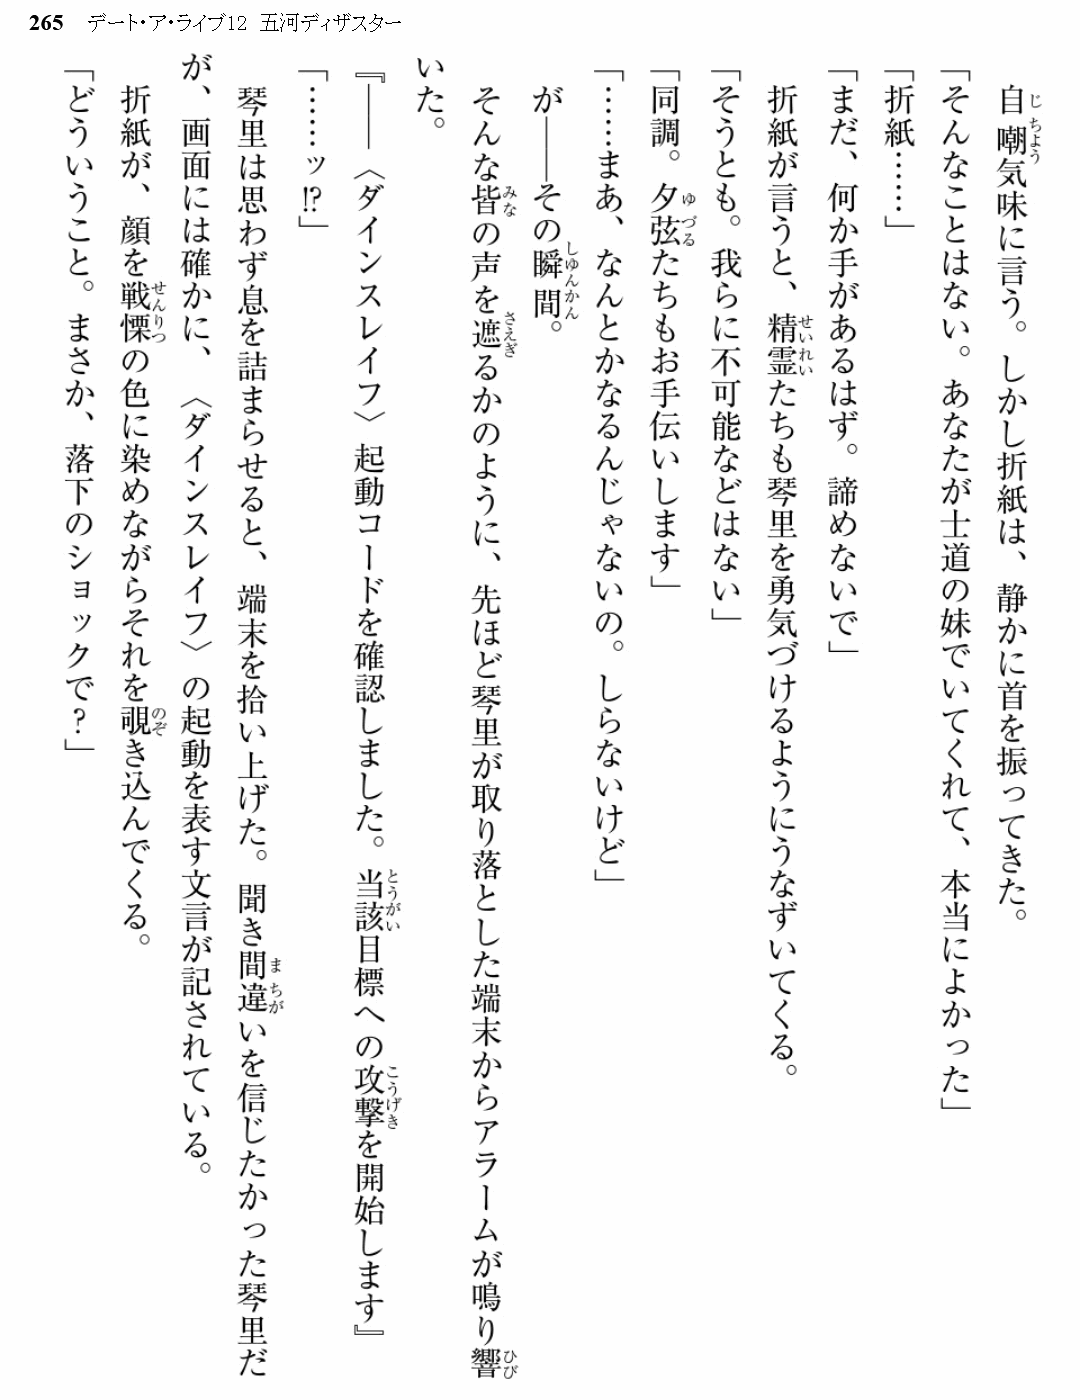 265 デート・ア・ライブ12 五河ディザスター
自嘲気味に言う。しかし折紙は、静かに首を振ってきた。
「そんなことはない。あなたが士道の妹でいてくれて、本当によかった」
「折紙……」
「まだ、何か手があるはず。諦めないで」
折紙が言うと、精霊たちも琴里を勇気づけるようにうなずいてくる。
「そうとも。我らに不可能などはない」
「同調。夕弦たちもお手伝いします」
「……まあ、なんとかなるんじゃないの。しらないけど」
が――その瞬間。
そんな皆の声を遮るかのように、先ほど琴里が取り落とした端末からアラームが鳴り響
いた。
『――〈ダインスレイフ〉起動コードを確認しました。当該目標への攻撃を開始します』
「……ッ!?」
琴里は思わず息を詰まらせると、端末を拾い上げた。聞き間違いを信じたかった琴里だ
が、画面には確かに、〈ダインスレイフ〉の起動を表す文言が記されている。
折紙が、顔を戦慄の色に染めながらそれを覗き込んでくる。
「どういうこと。まさか、落下のショックで?」